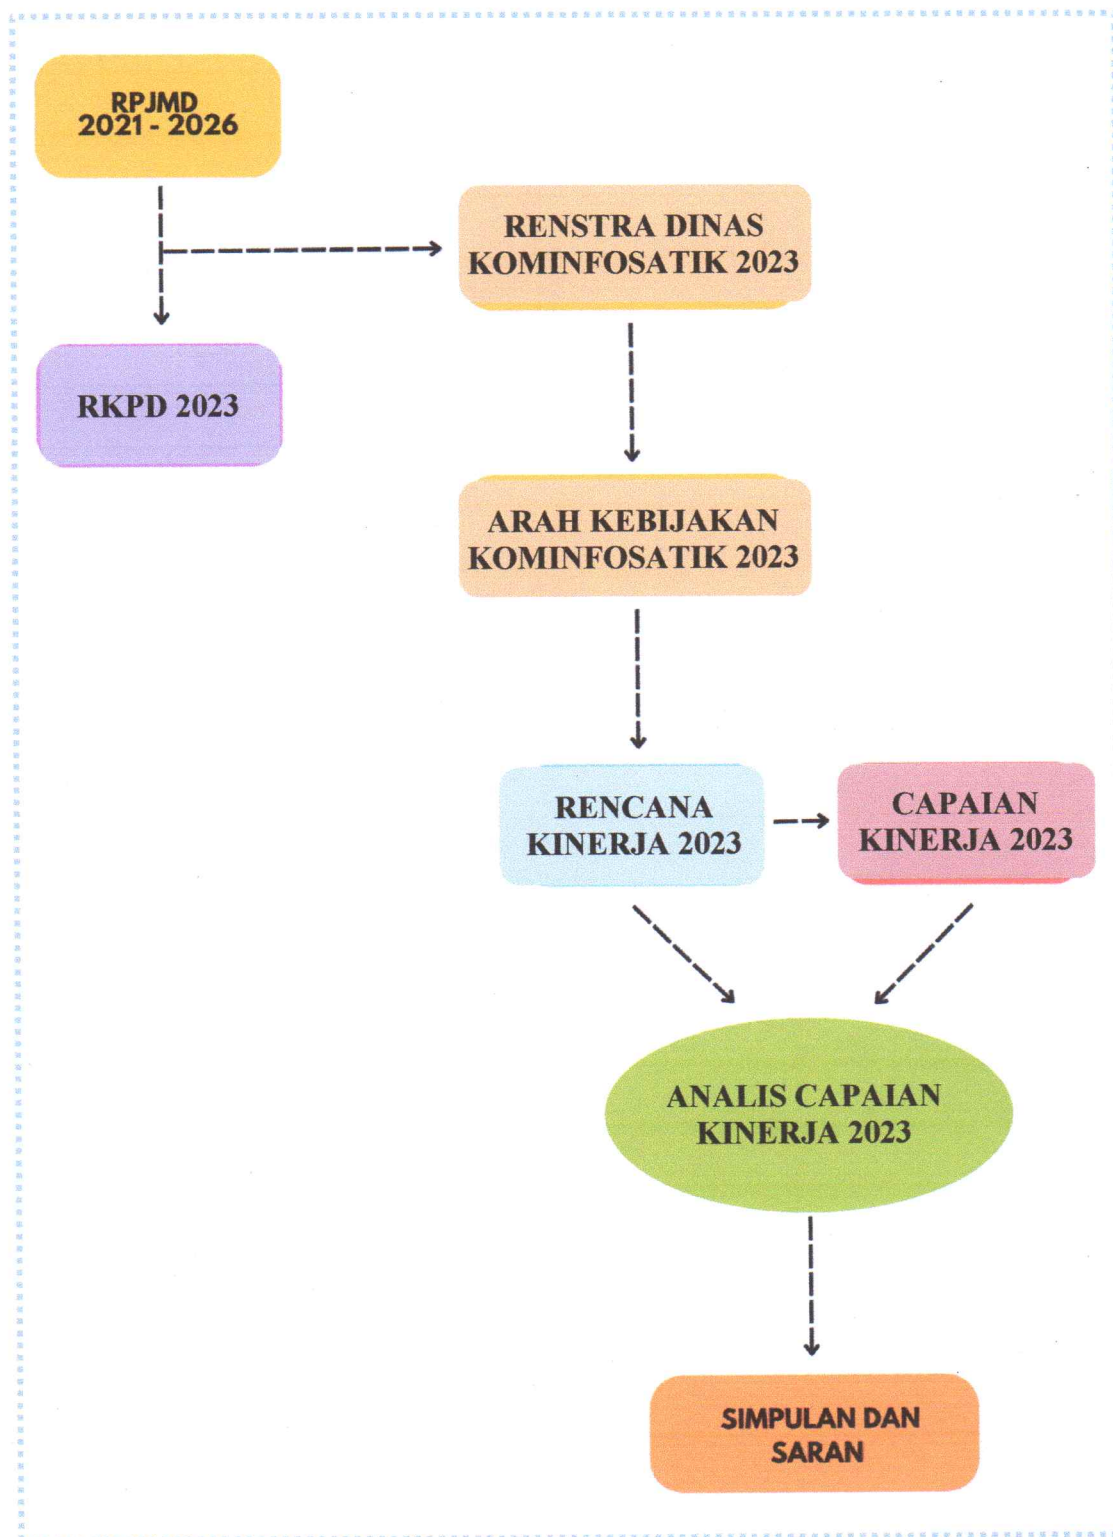 RPJMD
2021 - 2026
RENSTRA DINAS
KOMINFOSATIK 2023
RKPD 2023
ARAH KEBIJAKAN
KOMINFOSATIK 2023
RENCANA
KINERJA 2023
CAPAIAN
KINERJA 2023
ANALIS CAPAIAN
KINERJA 2023
SIMPULAN DAN
SARAN